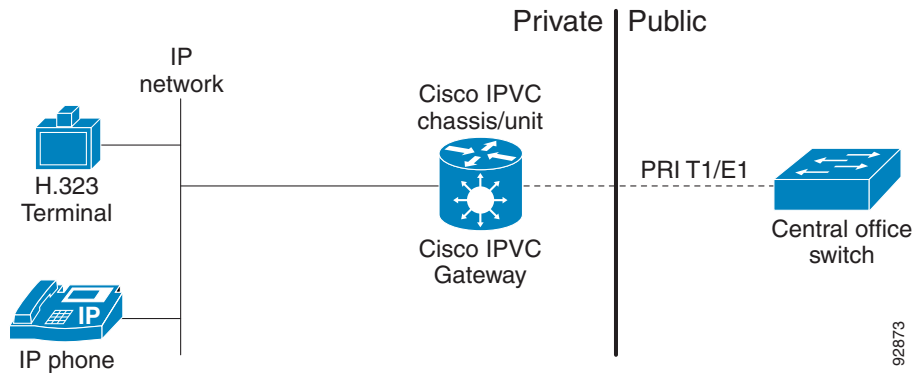 Private
Public
IP
network
Cisco IPVC
chassis/unit
H.323
Terminal
PRI T1/E1
Cisco IPVC
Gateway
Central office
switch
IP
IP phone
92873